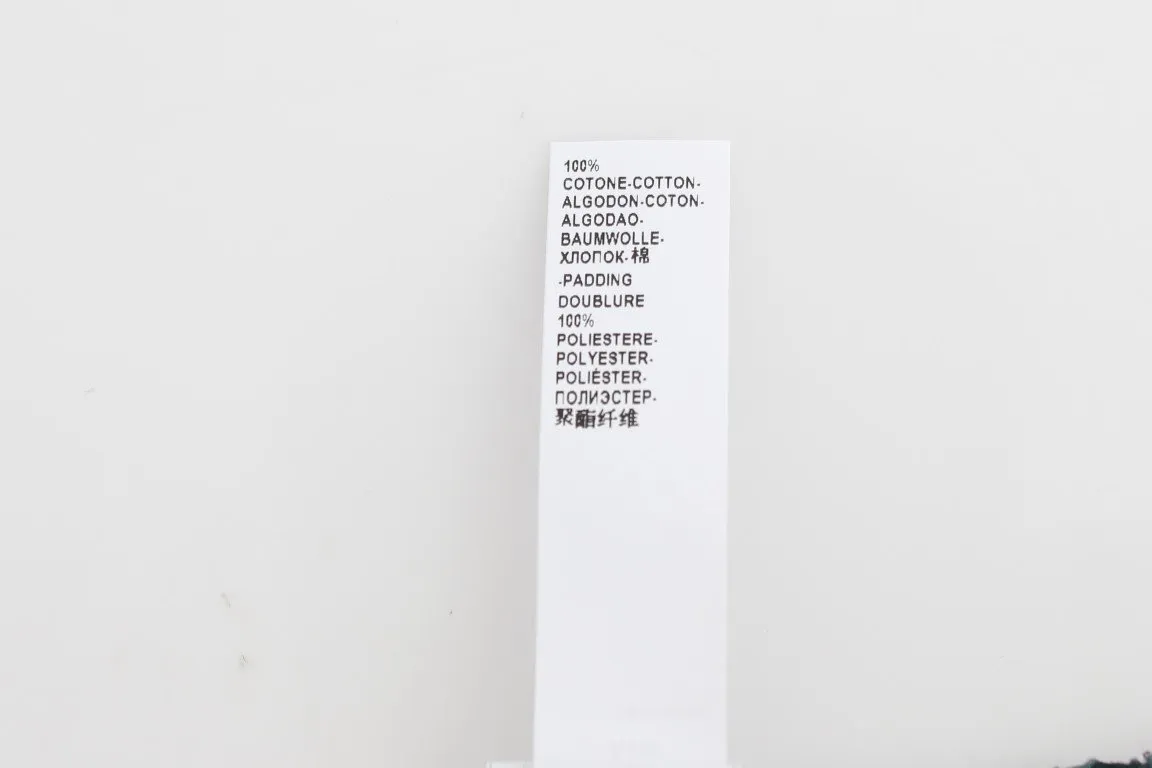 100%
COTONE-COTTON-
ALGODON-COTON-
ALGODAO-
BAUMWOLLE-
ХЛОПОК-棉
-PADDING
DOUBLURE
100%
POLIESTERE-
POLYESTER-
POLIÉSTER-
ПОЛИЭСТЕР-
聚酯纤维